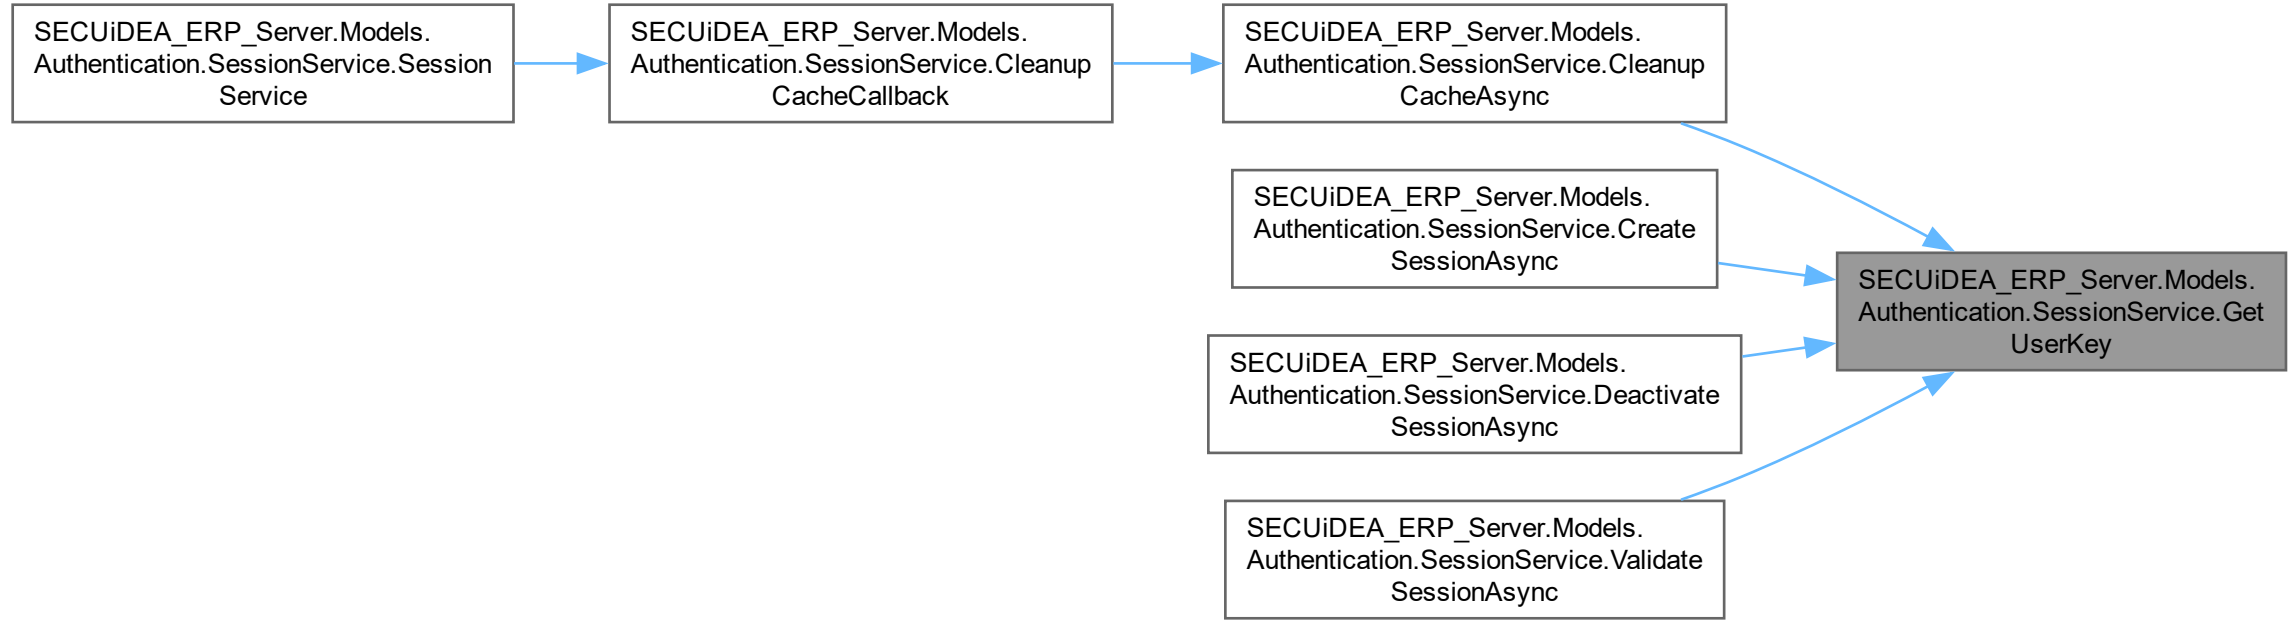 SECUiDEA_ERP_Server.Models.
Authentication.SessionService.Session
Service
SECUiDEA_ERP_Server.Models.
Authentication.SessionService.Cleanup
CacheCallback
SECUiDEA_ERP_Server.Models.
Authentication.SessionService.Cleanup
CacheAsync
SECUiDEA_ERP_Server.Models.
Authentication.SessionService.Create
SessionAsync
SECUiDEA_ERP_Server.Models.
Authentication.SessionService.Deactivate
SessionAsync
SECUiDEA_ERP_Server.Models.
Authentication.SessionService.Validate
SessionAsync
SECUiDEA_ERP_Server.Models.
Authentication.SessionService.Get
UserKey